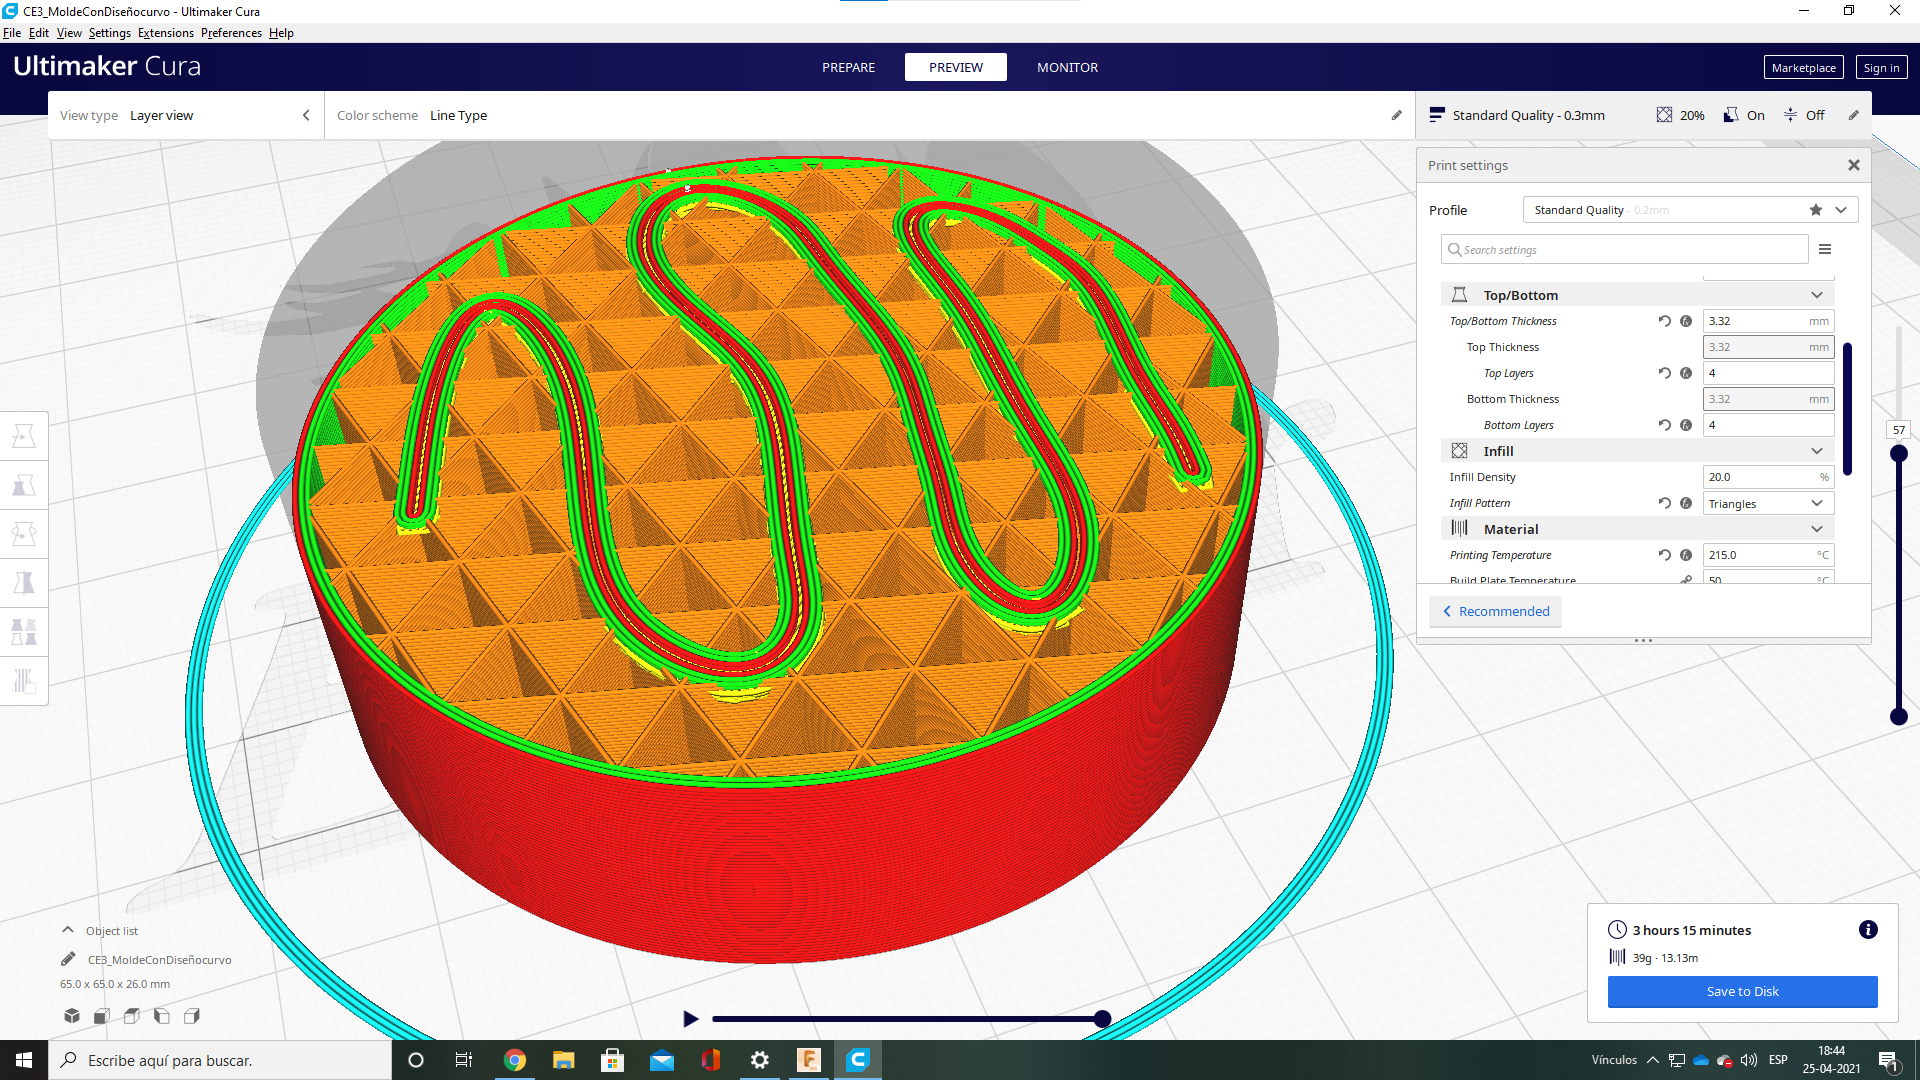 CE3_MoldeConDiseñocurvo - Ultimaker Cura
File Edit View Settings Extensions Preferences Help
Ultimaker Cura
PREPARE PREVIEW MONITOR
Marketplace Sign in
View type Layer view
Color scheme Line Type
Standard Quality - 0.3mm 20% On Off
Print settings
Profile Standard Quality - 0.2mm
Search settings
Top/Bottom
Top/Bottom Thickness 3.32 mm
Top Thickness 3.32 mm
Top Layers 4
Bottom Thickness 3.32 mm
Bottom Layers 4
Infill
Infill Density 20.0 %
Infill Pattern Triangles
Material
Printing Temperature 215.0 °C
Build Plate Temperature 50 °C
Recommended
57
Object list
CE3_MoldeConDiseñocurvo
65.0 x 65.0 x 26.0 mm
3 hours 15 minutes
39g · 13.13m
Save to Disk
Escribe aquí para buscar.
Vínculos ESP
18:44
25-04-2021
1